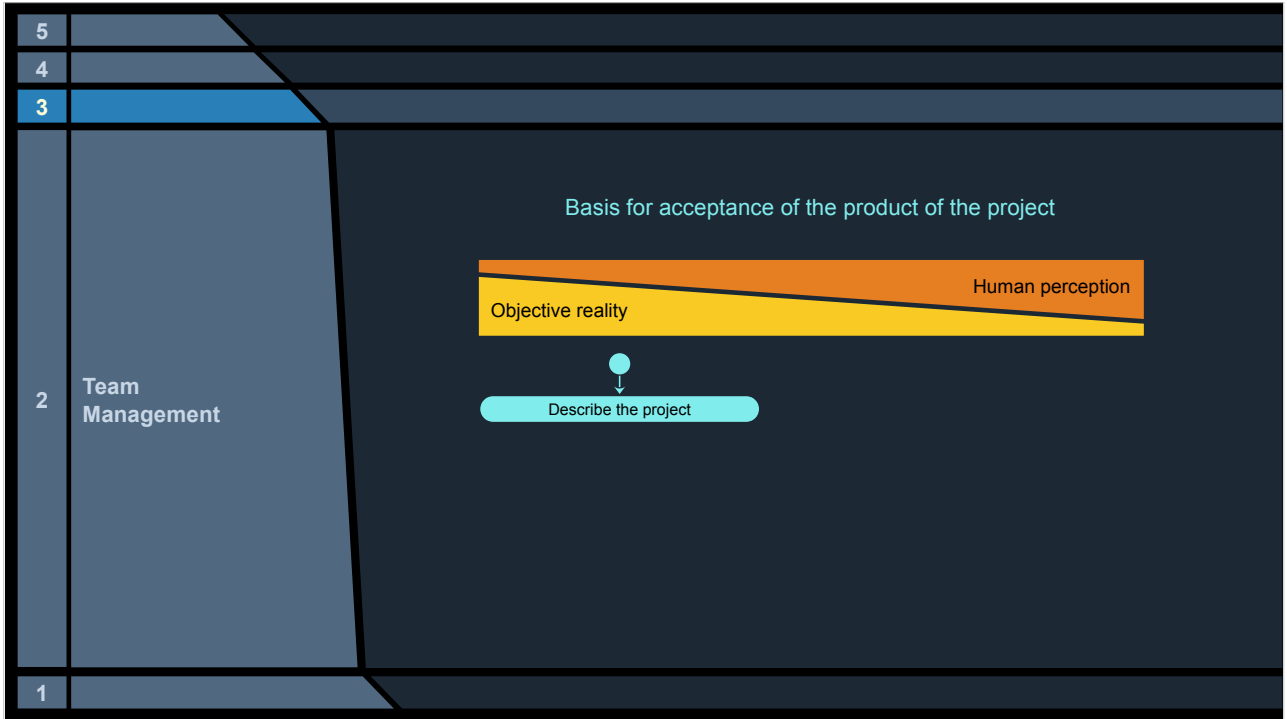 5
4
3
2
Team
Management
Basis for acceptance of the product of the project
Human perception
Objective reality
Describe the project
1